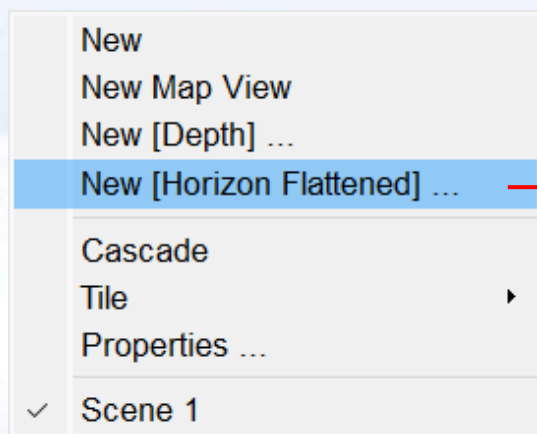 New
New Map View
New [Depth] ...
New [Horizon Flattened] ...
Cascade
Tile
Properties ...
Scene 1